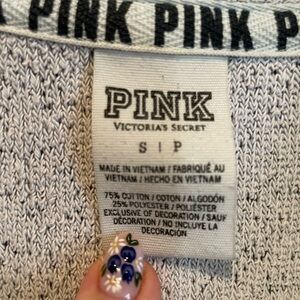 PINK PINK PINK
PINK
VICTORIA'S SECRET
S | P
MADE IN VIETNAM / FABRIQUÉ AU
VIETNAM / HECHO EN VIETNAM
75% COTTON / COTON / ALGODÓN
25% POLYESTER / POLIÉSTER
EXCLUSIVE OF DECORATION / SAUF
DÉCORATION / NO INCLUYE LA
DECORACIÓN